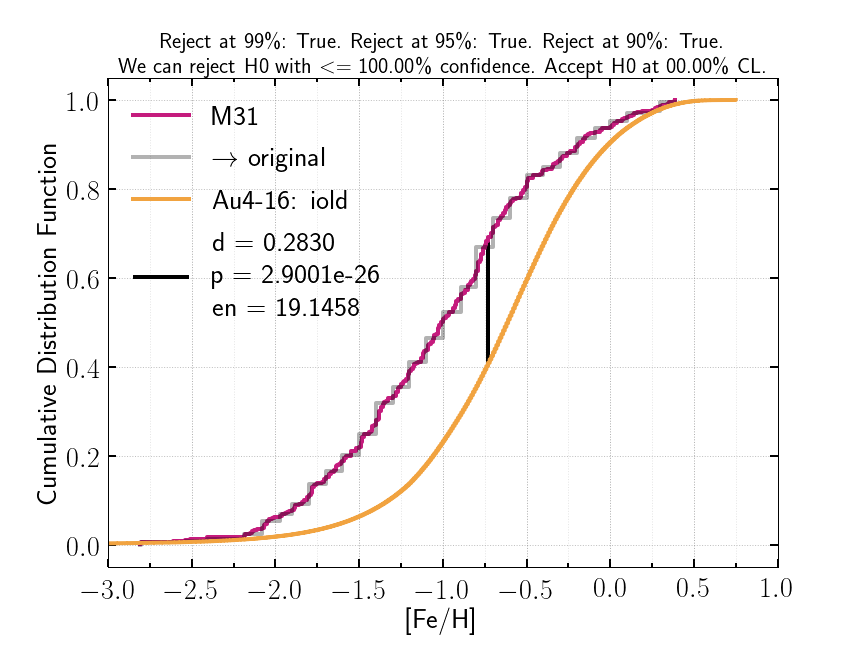 Reject at 99%: True. Reject at 95%: True. Reject at 90%: True.
We can reject H0 with <= 100.00% confidence. Accept H0 at 00.00% CL.
1.0
0.8
0.6
0.4
0.2
0.0
Cumulative Distribution Function
M31
→ original
Au4-16: iold
d = 0.2830
p = 2.9001e-26
en = 19.1458
−3.0 −2.5 −2.0 −1.5 −1.0 −0.5 0.0 0.5 1.0
[Fe/H]